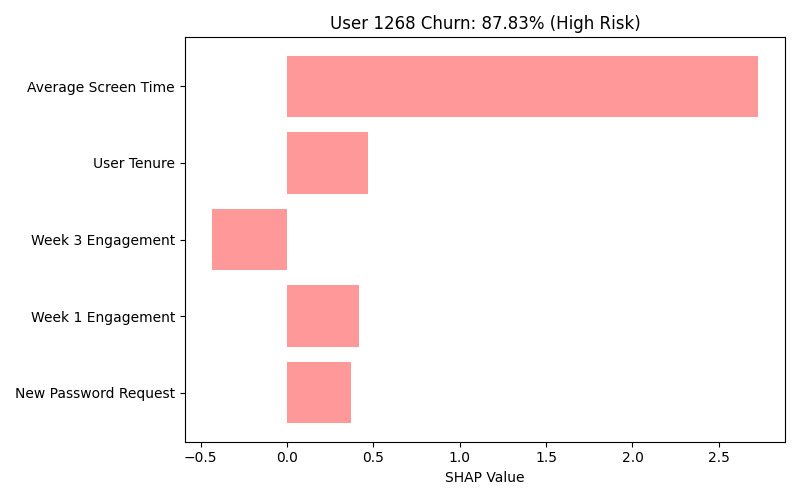 User 1268 Churn: 87.83% (High Risk)
Average Screen Time
User Tenure
Week 3 Engagement
Week 1 Engagement
New Password Request
−0.5 0.0 0.5 1.0 1.5 2.0 2.5
SHAP Value